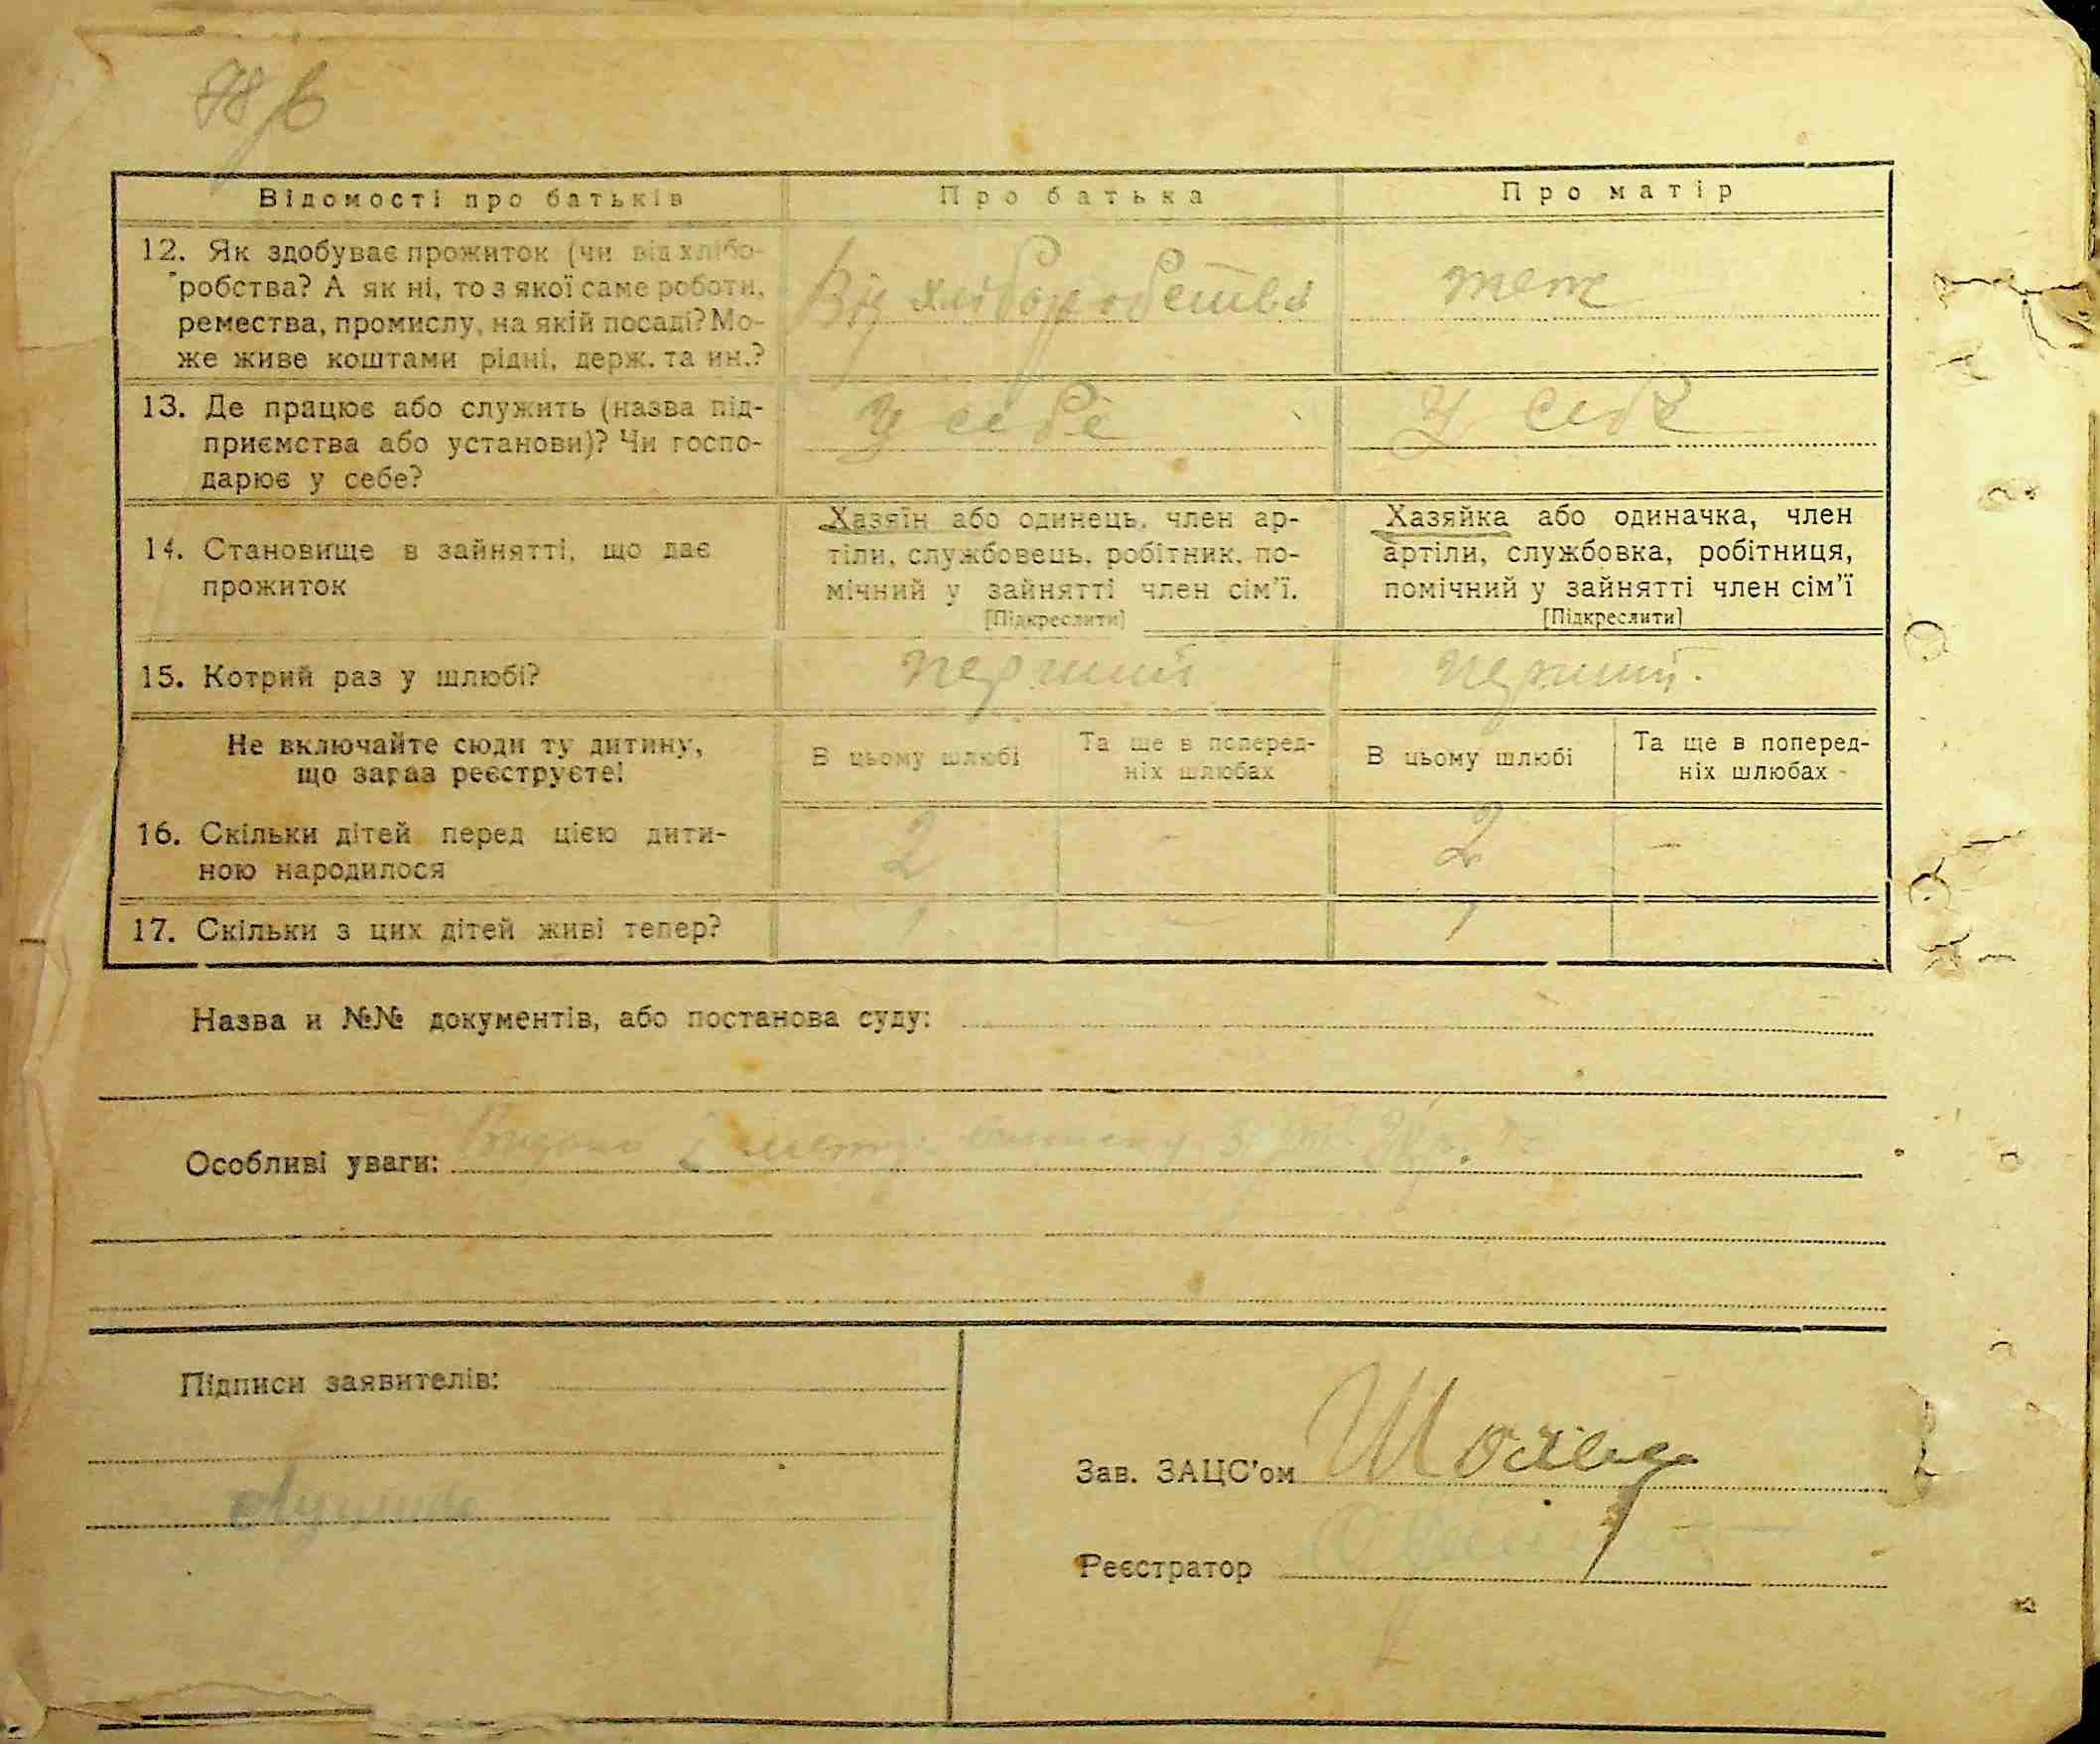 Відомості про батьків
Про батька
Про матір
12. Як здобуває прожиток (чи від хлібо-
робства? А як ні, то з якої саме роботи,
ремества, промислу, на якій посаді? Мо-
же живе коштами рідні, держ. та ин.?
Від хліборобства
теж
13. Де працює або служить (назва під-
приємства або установи)? Чи госпо-
дарює у себе?
У себе
У себе
14. Становище в зайнятті, що дає
прожиток
Хазяїн або одинець, член ар-
тіли, службовець, робітник, по-
мічний у зайнятті член сім'ї.
[Підкреслити]
Хазяйка або одиначка, член
артіли, службовка, робітниця,
помічний у зайнятті член сім'ї
[Підкреслити]
15. Котрий раз у шлюбі?
перший
перший.
Не включайте сюди ту дитину,
що зараз реєструєте!
В цьому шлюбі
Та ще в поперед-
ніх шлюбах
В цьому шлюбі
Та ще в поперед-
ніх шлюбах
16. Скільки дітей перед цією дити-
ною народилося
2 - 2 -
17. Скільки з цих дітей живі тепер?
1 - 1
Назва и №№ документів, або постанова суду:
Особливі уваги:
Підписи заявителів:
Зав. ЗАЦС'ом
Реєстратор